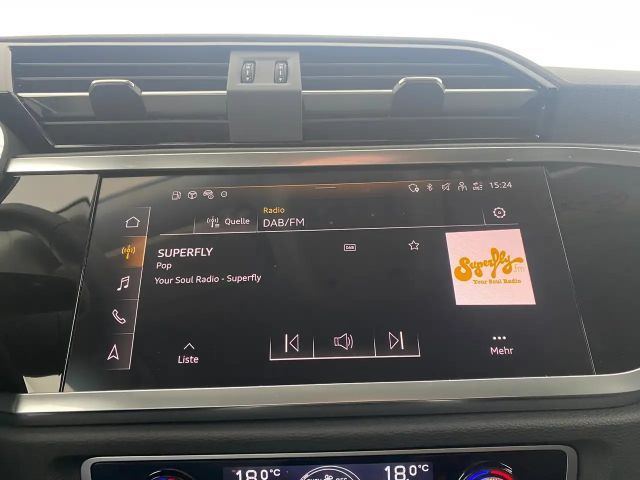 15:24
Radio
Quelle DAB/FM
SUPERFLY
DAB
Pop
Your Soul Radio - Superfly
Superfly.fm
Your Soul Radio
Liste
Mehr
18.0°C
18.0°C